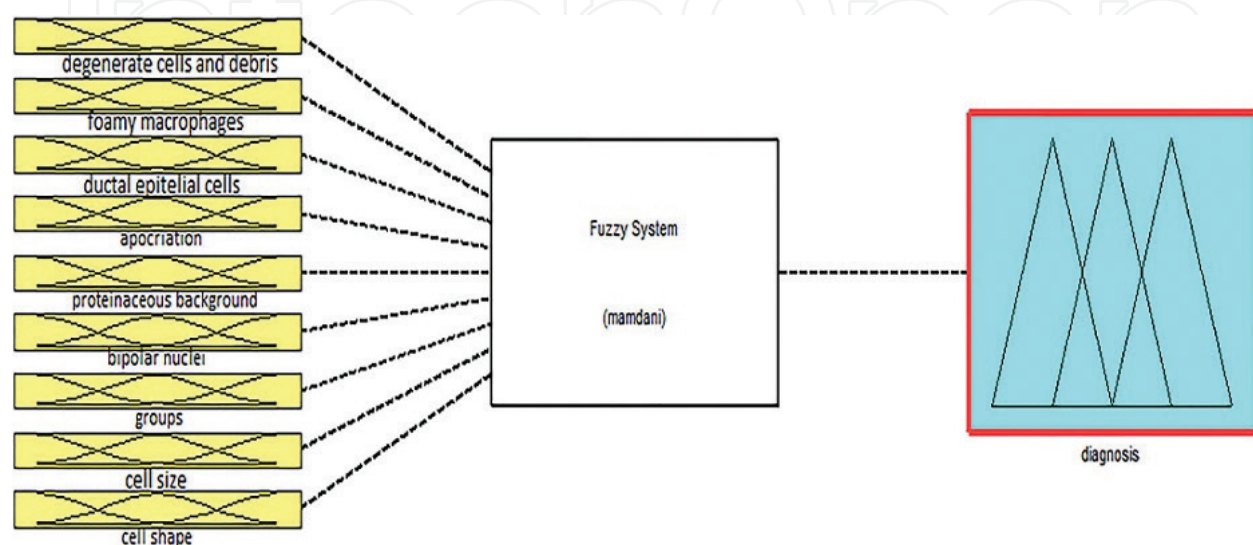 degenerate cells and debris
foamy macrophages
ductal epitelial cells
apocriation
proteinaceous background
bipolar nuclei
groups
cell size
cell shape
Fuzzy System
(mamdani)
diagnosis